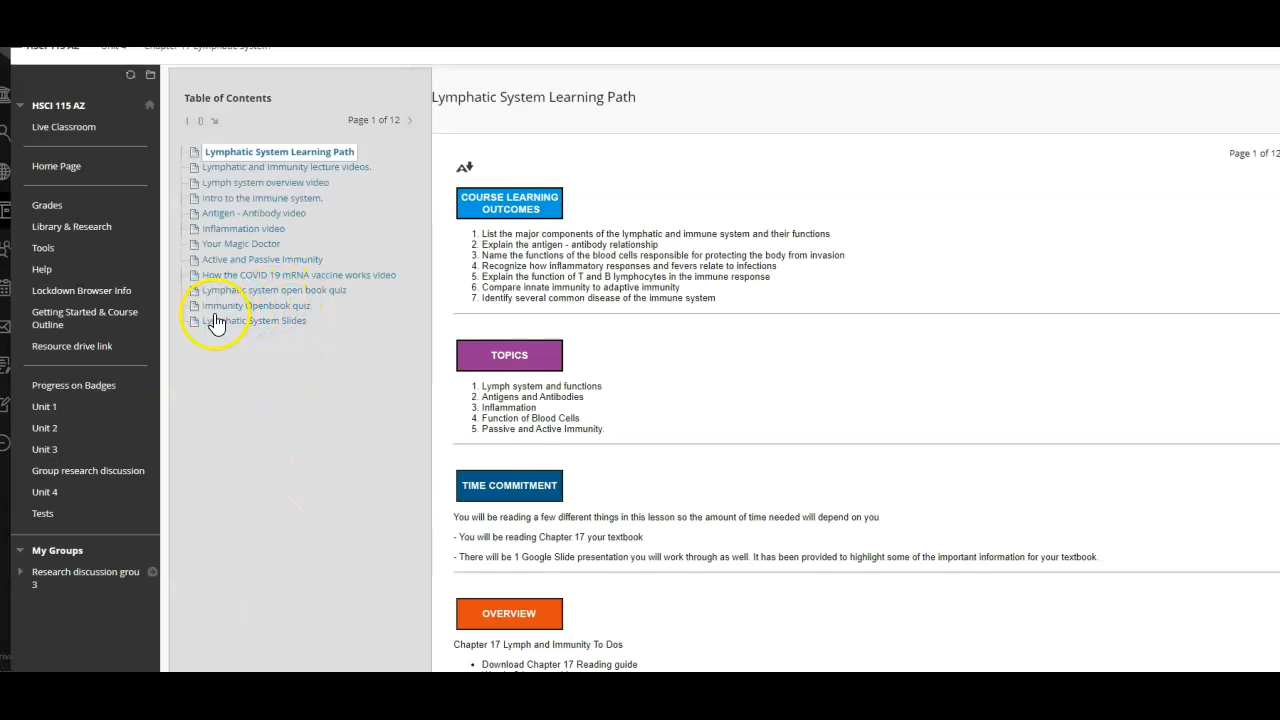 HSCI 115 AZ Unit 4 Chapter 17 Lymphatic System
HSCI 115 AZ
Live Classroom
Home Page
Grades
Library & Research
Tools
Help
Lockdown Browser Info
Getting Started & Course
Outline
Resource drive link
Progress on Badges
Unit 1
Unit 2
Unit 3
Group research discussion
Unit 4
Tests
My Groups
Research discussion grou
3
Table of Contents
Page 1 of 12
Lymphatic System Learning Path
Lymphatic and Immunity lecture videos.
Lymph system overview video
Intro to the Immune system.
Antigen - Antibody video
Inflammation video
Your Magic Doctor
Active and Passive Immunity
How the COVID 19 mRNA vaccine works video
Lymphatic system open book quiz
Immunity Openbook quiz
Lymphatic System Slides
Lymphatic System Learning Path
Page 1 of 12
COURSE LEARNING
OUTCOMES
1. List the major components of the lymphatic and immune system and their functions
2. Explain the antigen - antibody relationship
3. Name the functions of the blood cells responsible for protecting the body from invasion
4. Recognize how inflammatory responses and fevers relate to infections
5. Explain the function of T and B lymphocytes in the immune response
6. Compare innate immunity to adaptive immunity
7. Identify several common disease of the immune system
TOPICS
1. Lymph system and functions
2. Antigens and Antibodies
3. Inflammation
4. Function of Blood Cells
5. Passive and Active Immunity.
TIME COMMITMENT
You will be reading a few different things in this lesson so the amount of time needed will depend on you
- You will be reading Chapter 17 your textbook
- There will be 1 Google Slide presentation you will work through as well. It has been provided to highlight some of the important information for your textbook.
OVERVIEW
Chapter 17 Lymph and Immunity To Dos
• Download Chapter 17 Reading guide